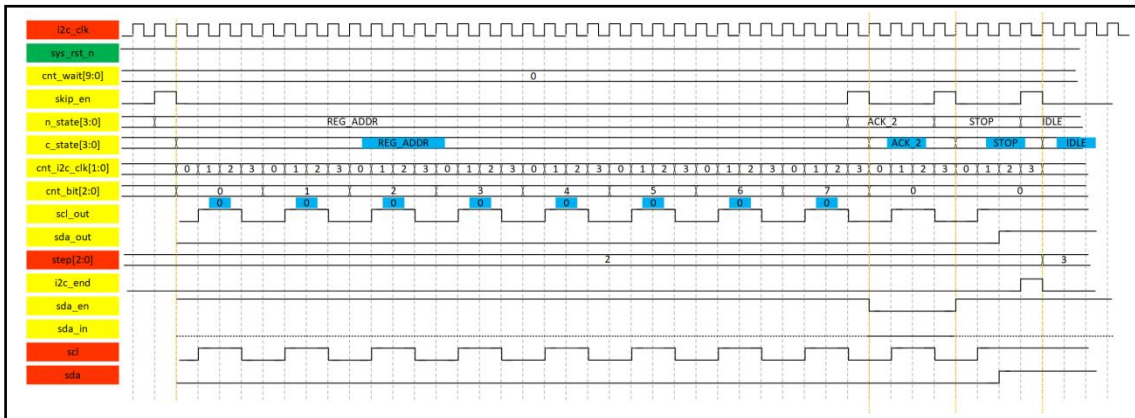 i2c_clk
sys_rst_n
cnt_wait[9:0] 0
skip_en
n_state[3:0] REG_ADDR ACK_2 STOP IDLE
c_state[3:0] REG_ADDR ACK_2 STOP IDLE
cnt_i2c_clk[1:0] 0 1 2 3 0 1 2 3 0 1 2 3 0 1 2 3 0 1 2 3 0 1 2 3 0 1 2 3 0 1 2 3 0 1 2 3 0 1 2 3
cnt_bit[2:0] 0 1 2 3 4 5 6 7 0 0
0 0 0 0 0 0 0 0
scl_out
sda_out
step[2:0] 2 3
i2c_end
sda_en
sda_in
scl
sda